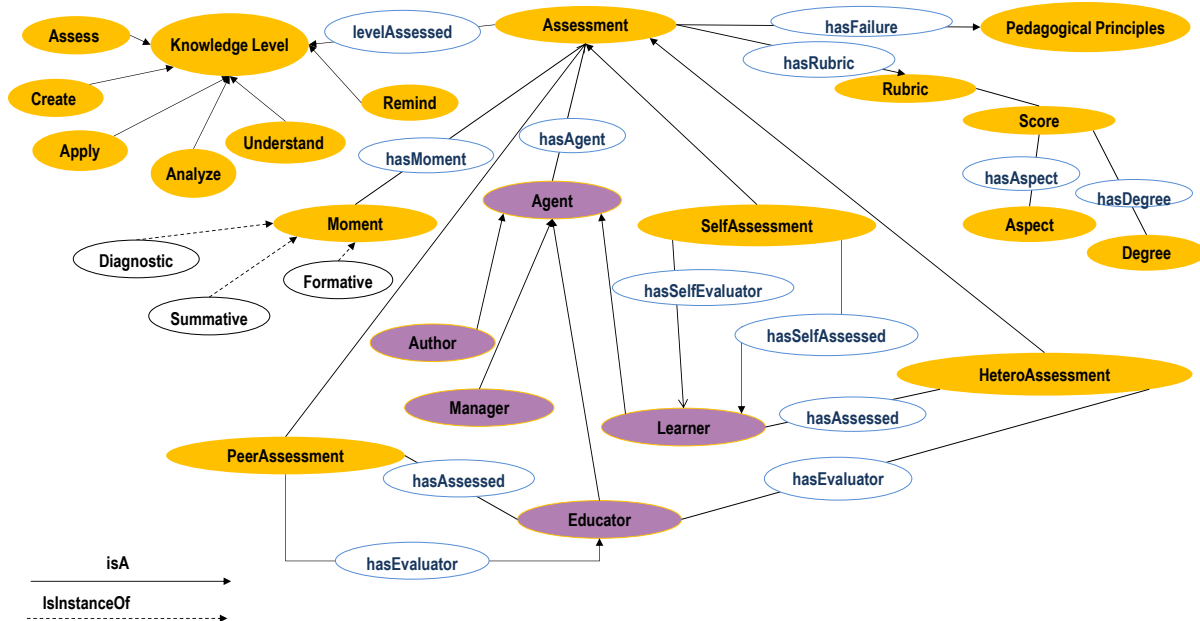 Assessment
levelAssessed
hasFailure
Pedagogical Principles
Assess
Knowledge Level
hasRubric
Rubric
Create
Remind
Score
Apply
Understand
hasAgent
hasMoment
Analyze
hasAspect
hasDegree
Agent
Moment
SelfAssessment
Aspect
Degree
Diagnostic
Formative
hasSelfEvaluator
Summative
hasSelfAssessed
Author
HeteroAssessment
Manager
hasAssessed
Learner
PeerAssessment
hasAssessed
hasEvaluator
Educator
hasEvaluator
isA
IsInstanceOf